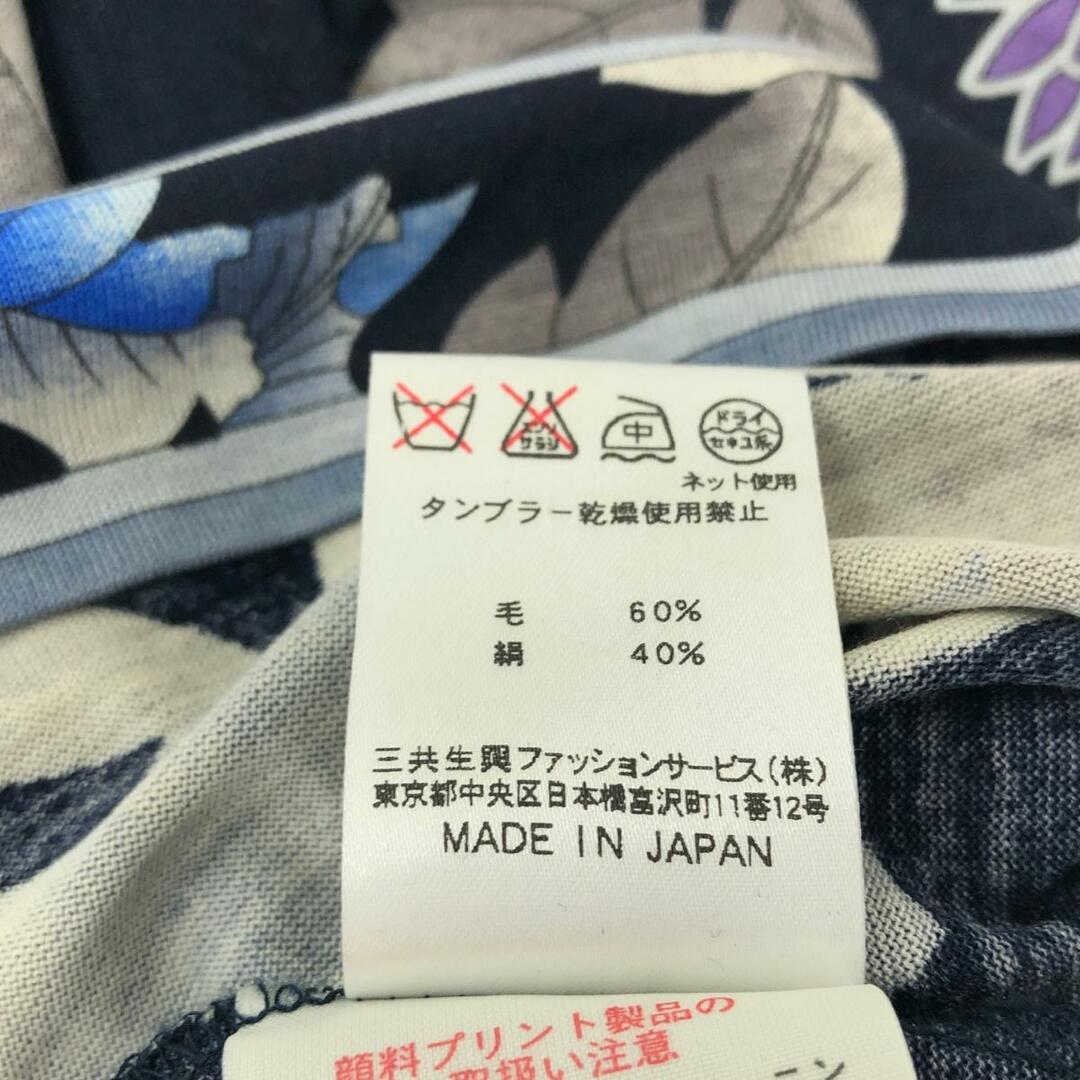 エンソ
サラシ
中
ドライ
セキユ系
ネット使用
タンブラー乾燥使用禁止
毛 60%
絹 40%
三共生興ファッションサービス(株)
東京都中央区日本橋富沢町11番12号
MADE IN JAPAN
顔料プリント製品の
取扱い注意
ニン